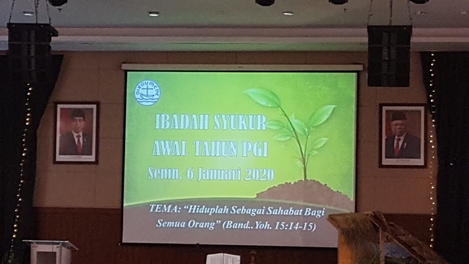 IBADAH SYUKUR
AWAL TAHUN PGI
Senin, 6 Januari 2020
TEMA: “Hiduplah Sebagai Sahabat Bagi
Semua Orang” (Band..Yoh. 15:14-15)